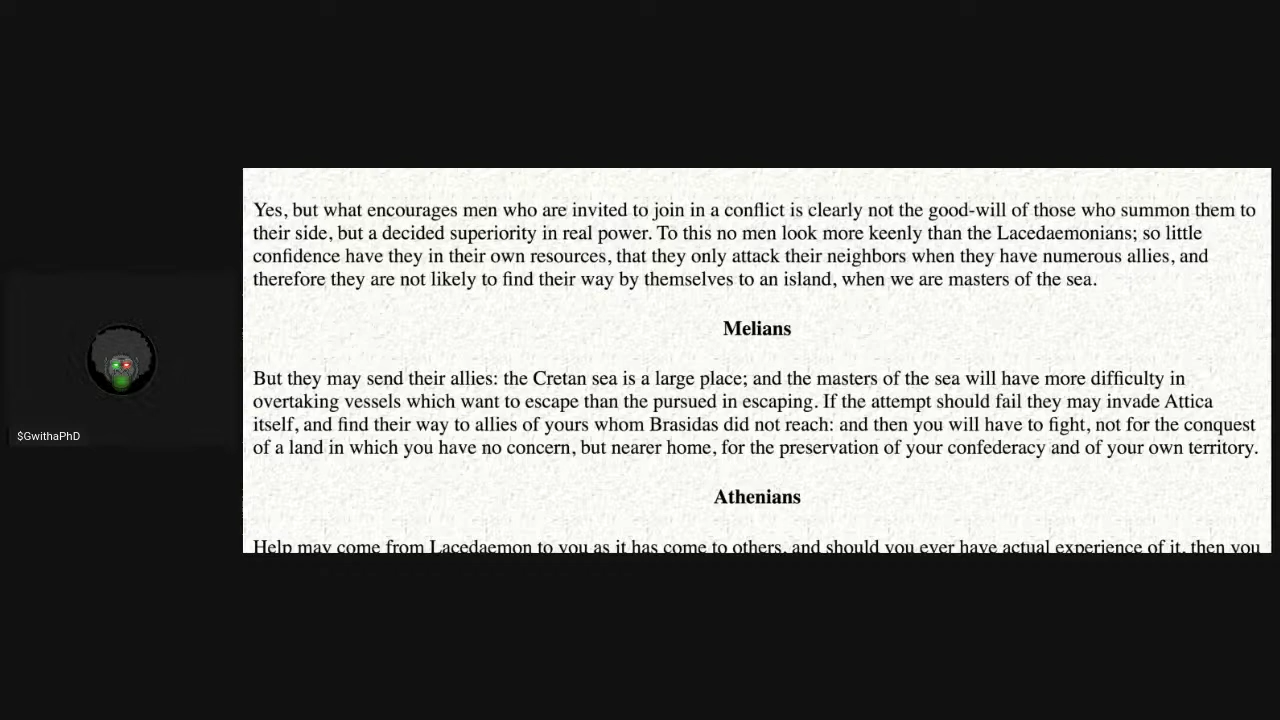 Yes, but what encourages men who are invited to join in a conflict is clearly not the good-will of those who summon them to
their side, but a decided superiority in real power. To this no men look more keenly than the Lacedaemonians; so little
confidence have they in their own resources, that they only attack their neighbors when they have numerous allies, and
therefore they are not likely to find their way by themselves to an island, when we are masters of the sea.
Melians
But they may send their allies: the Cretan sea is a large place; and the masters of the sea will have more difficulty in
overtaking vessels which want to escape than the pursued in escaping. If the attempt should fail they may invade Attica
itself, and find their way to allies of yours whom Brasidas did not reach: and then you will have to fight, not for the conquest
of a land in which you have no concern, but nearer home, for the preservation of your confederacy and of your own territory.
Athenians
Help may come from Lacedaemon to you as it has come to others, and should you ever have actual experience of it, then you
$GwithaPhD